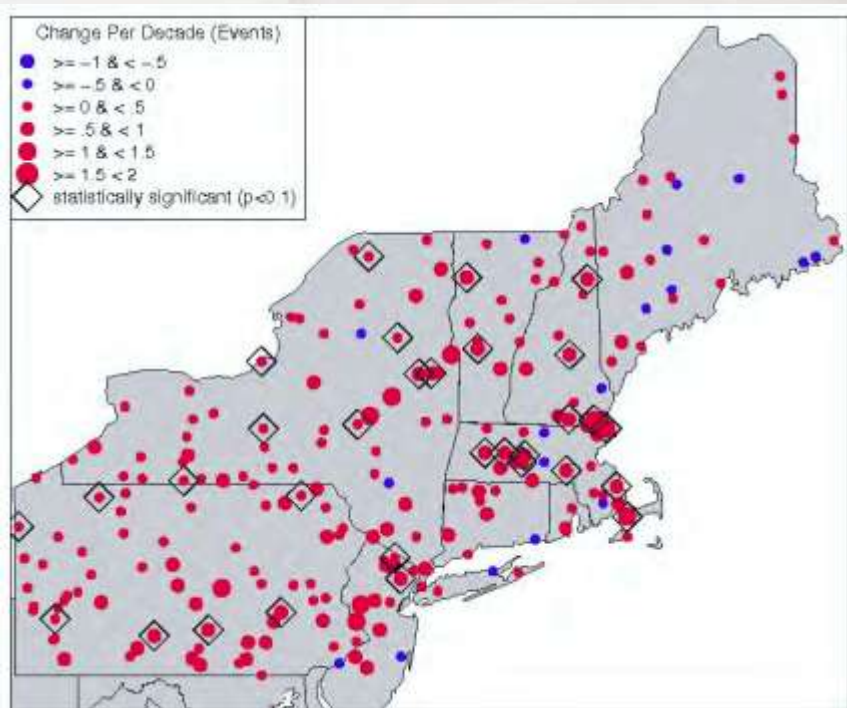 Change Per Decade (Events)
>= -1 & < -.5
>= -.5 & < 0
>= 0 & < .5
>= .5 & < 1
>= 1 & < 1.5
>= 1.5 < 2
statistically significant (p<0.1)